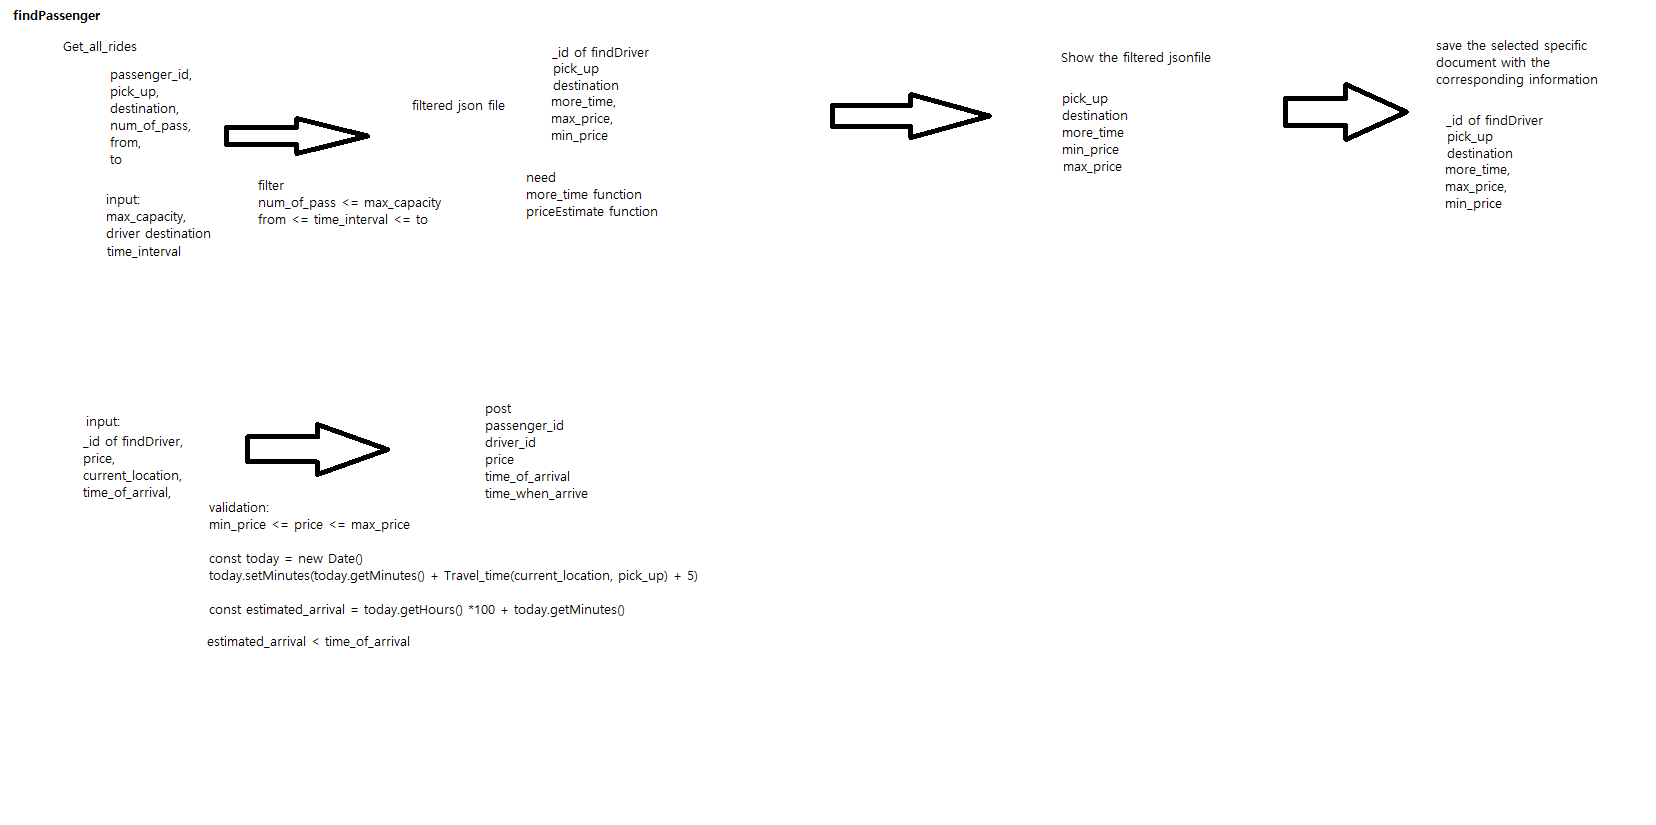 findPassenger
Get_all_rides
passenger_id,
pick_up,
destination,
num_of_pass,
from,
to
input:
max_capacity,
driver destination
time_interval
filter
num_of_pass <= max_capacity
from <= time_interval <= to
filtered json file
_id of findDriver
pick_up
destination
more_time,
max_price,
min_price
need
more_time function
priceEstimate function
Show the filtered jsonfile
pick_up
destination
more_time
min_price
max_price
save the selected specific
document with the
corresponding information
_id of findDriver
pick_up
destination
more_time,
max_price,
min_price
input:
_id of findDriver,
price,
current_location,
time_of_arrival,
validation:
min_price <= price <= max_price
const today = new Date()
today.setMinutes(today.getMinutes() + Travel_time(current_location, pick_up) + 5)
const estimated_arrival = today.getHours() *100 + today.getMinutes()
estimated_arrival < time_of_arrival
post
passenger_id
driver_id
price
time_of_arrival
time_when_arrive